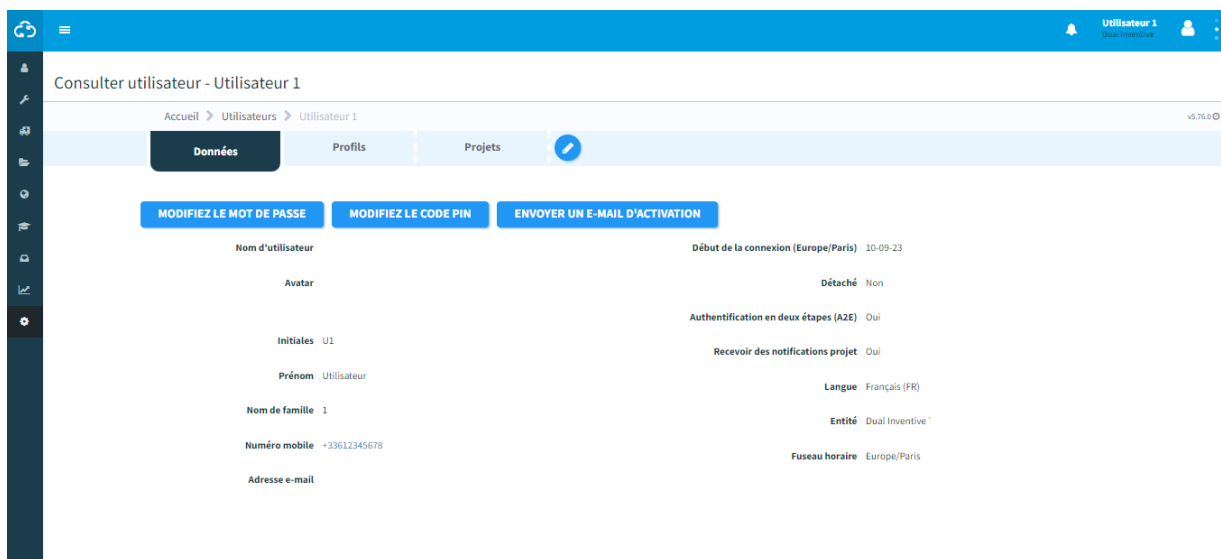 Utilisateur 1
Dual Inventive
Consulter utilisateur - Utilisateur 1
Accueil Utilisateurs Utilisateur 1
v5.76.0
Données Profils Projets
MODIFIEZ LE MOT DE PASSE MODIFIEZ LE CODE PIN ENVOYER UN E-MAIL D'ACTIVATION
Nom d'utilisateur
Avatar
Initiales U1
Prénom Utilisateur
Nom de famille 1
Numéro mobile +33612345678
Adresse e-mail
Début de la connexion (Europe/Paris) 10-09-23
Détaché Non
Authentification en deux étapes (A2E) Oui
Recevoir des notifications projet Oui
Langue Français (FR)
Entité Dual Inventive
Fuseau horaire Europe/Paris